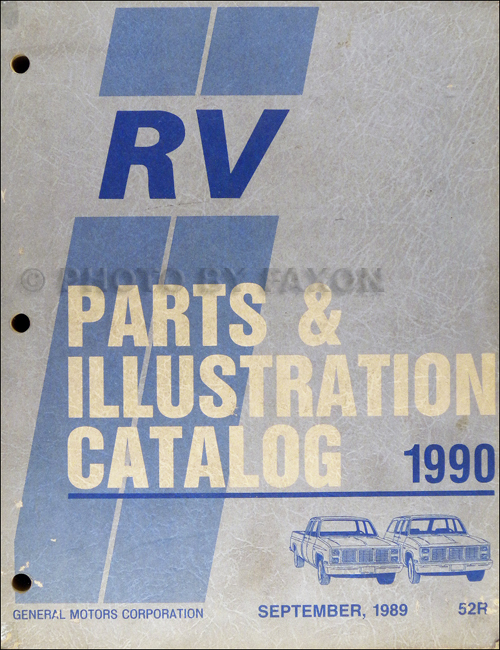 RV
© PHOTO BY FAXON
PARTS &
ILLUSTRATION
CATALOG
1990
GENERAL MOTORS CORPORATION
SEPTEMBER, 1989
52R